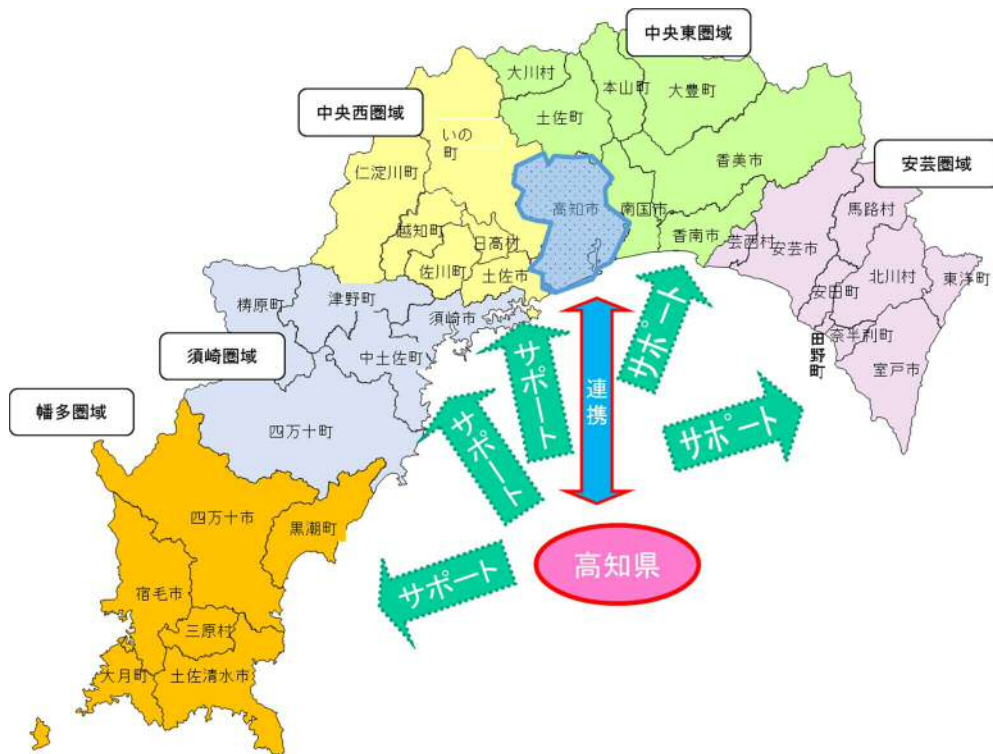 中央東圏域
大川村
本山町
大豊町
土佐町
中央西圏域
いの
町
仁淀川町
香美市
安芸圏域
高知市
南国市
馬路村
越知町
日高村
香南市
芸西村
安芸市
佐川町
土佐市
北川村
東洋町
安田町
梼原町
津野町
須崎市
奈半利町
田野町
室戸市
須崎圏域
中土佐町
幡多圏域
四万十町
サポート
サポート
サポート
サポート
サポート
連携
四万十市
黒潮町
高知県
宿毛市
三原村
大月町
土佐清水市